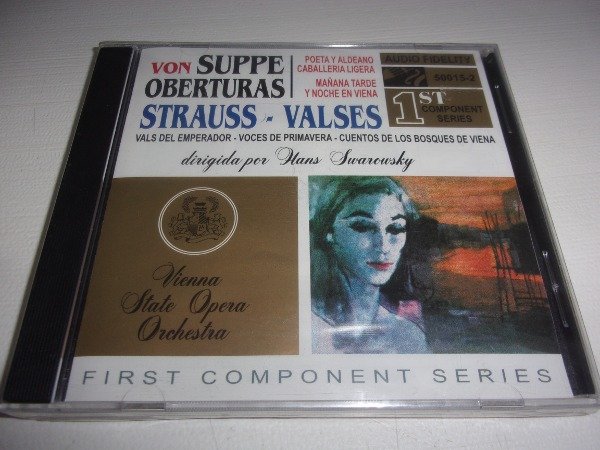 VON SUPPE
OBERTURAS
POETA Y ALDEANO
CABALLERIA LIGERA
MAÑANA TARDE
Y NOCHE EN VIENA
AUDIO FIDELITY
50015-2
1ST
COMPONENT
SERIES
STRAUSS - VALSES
VALS DEL EMPERADOR - VOCES DE PRIMAVERA - CUENTOS DE LOS BOSQUES DE VIENA
dirigida por Hans Swarowsky
Vienna
State Opera
Orchestra
FIRST COMPONENT SERIES